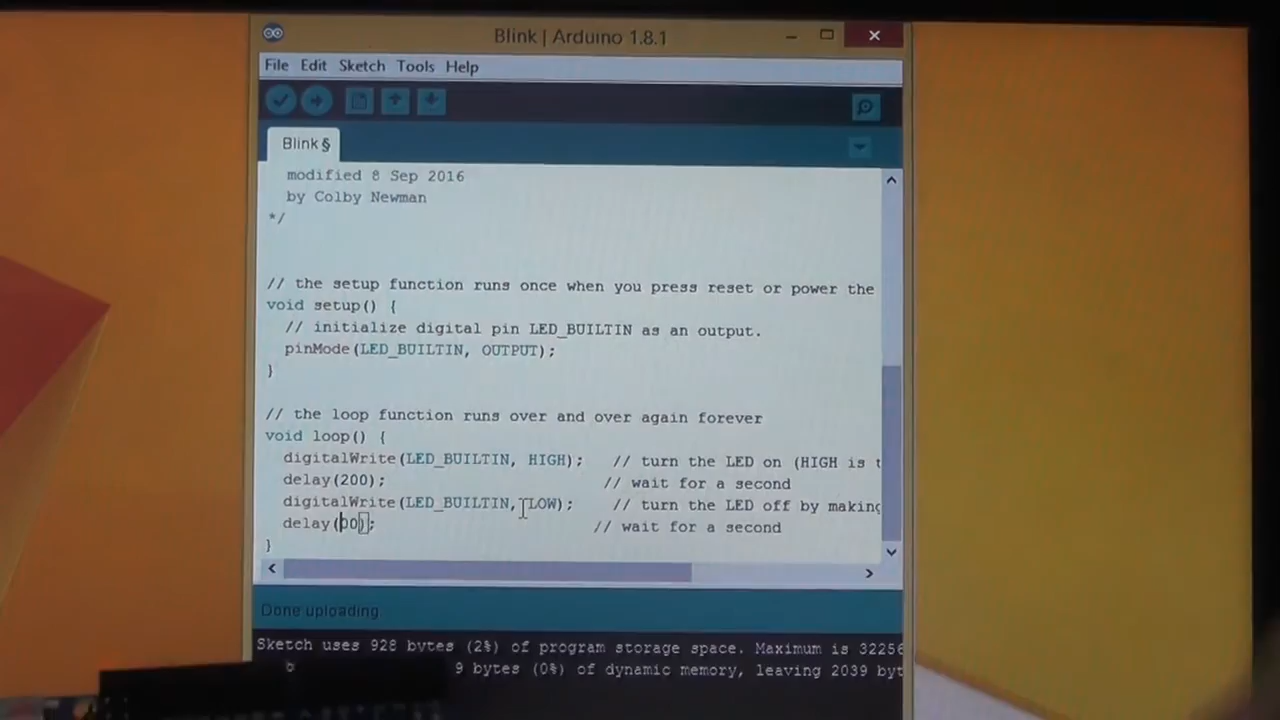 Blink | Arduino 1.8.1
File Edit Sketch Tools Help
Blink §
modified 8 Sep 2016
by Colby Newman
*/
// the setup function runs once when you press reset or power the
void setup() {
// initialize digital pin LED_BUILTIN as an output.
pinMode(LED_BUILTIN, OUTPUT);
}
// the loop function runs over and over again forever
void loop() {
digitalWrite(LED_BUILTIN, HIGH); // turn the LED on (HIGH is t
delay(200); // wait for a second
digitalWrite(LED_BUILTIN, LOW); // turn the LED off by making
delay(00); // wait for a second
}
Done uploading
Sketch uses 928 bytes (2%) of program storage space. Maximum is 32256
9 bytes (0%) of dynamic memory, leaving 2039 byt